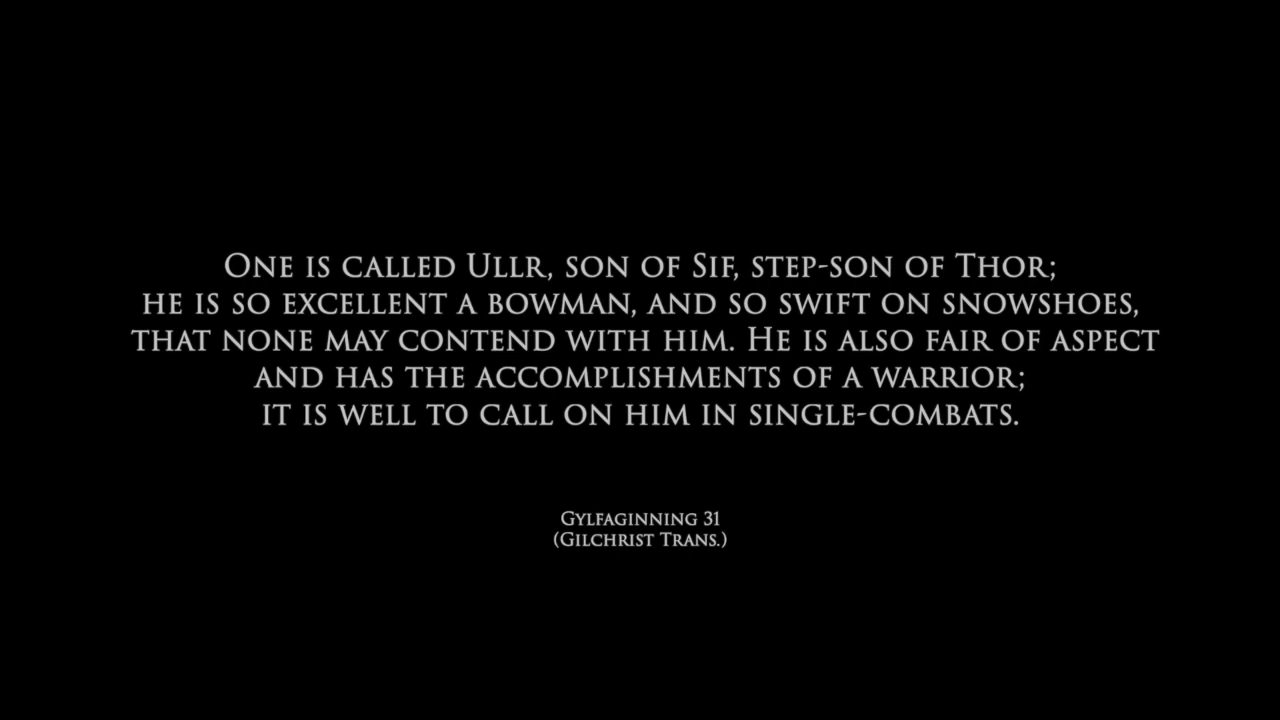 One is called Ullr, son of Sif, step-son of Thor;
he is so excellent a bowman, and so swift on snowshoes,
that none may contend with him. He is also fair of aspect
and has the accomplishments of a warrior;
it is well to call on him in single-combats.
Gylfaginning 31
(Gilchrist Trans.)